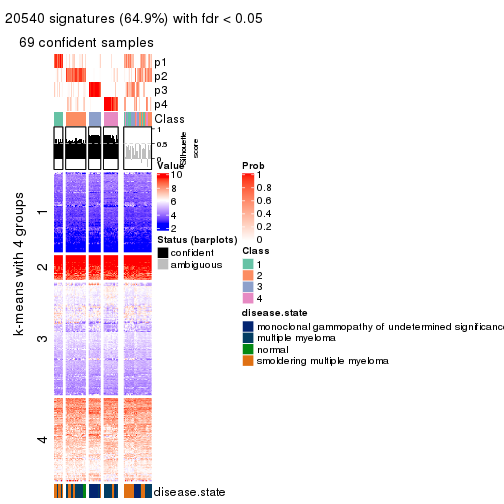 20540 signatures (64.9%) with fdr < 0.05
69 confident samples
p1
p2
p3
p4
Class
1
0.5
0
Silhouette
score
k-means with 4 groups
1
2
3
4
disease.state
Value
10
8
6
4
2
Status (barplots)
confident
ambiguous
Prob
1
0.8
0.6
0.4
0.2
0
Class
1
2
3
4
disease.state
monoclonal gammopathy of undetermined significance
multiple myeloma
normal
smoldering multiple myeloma